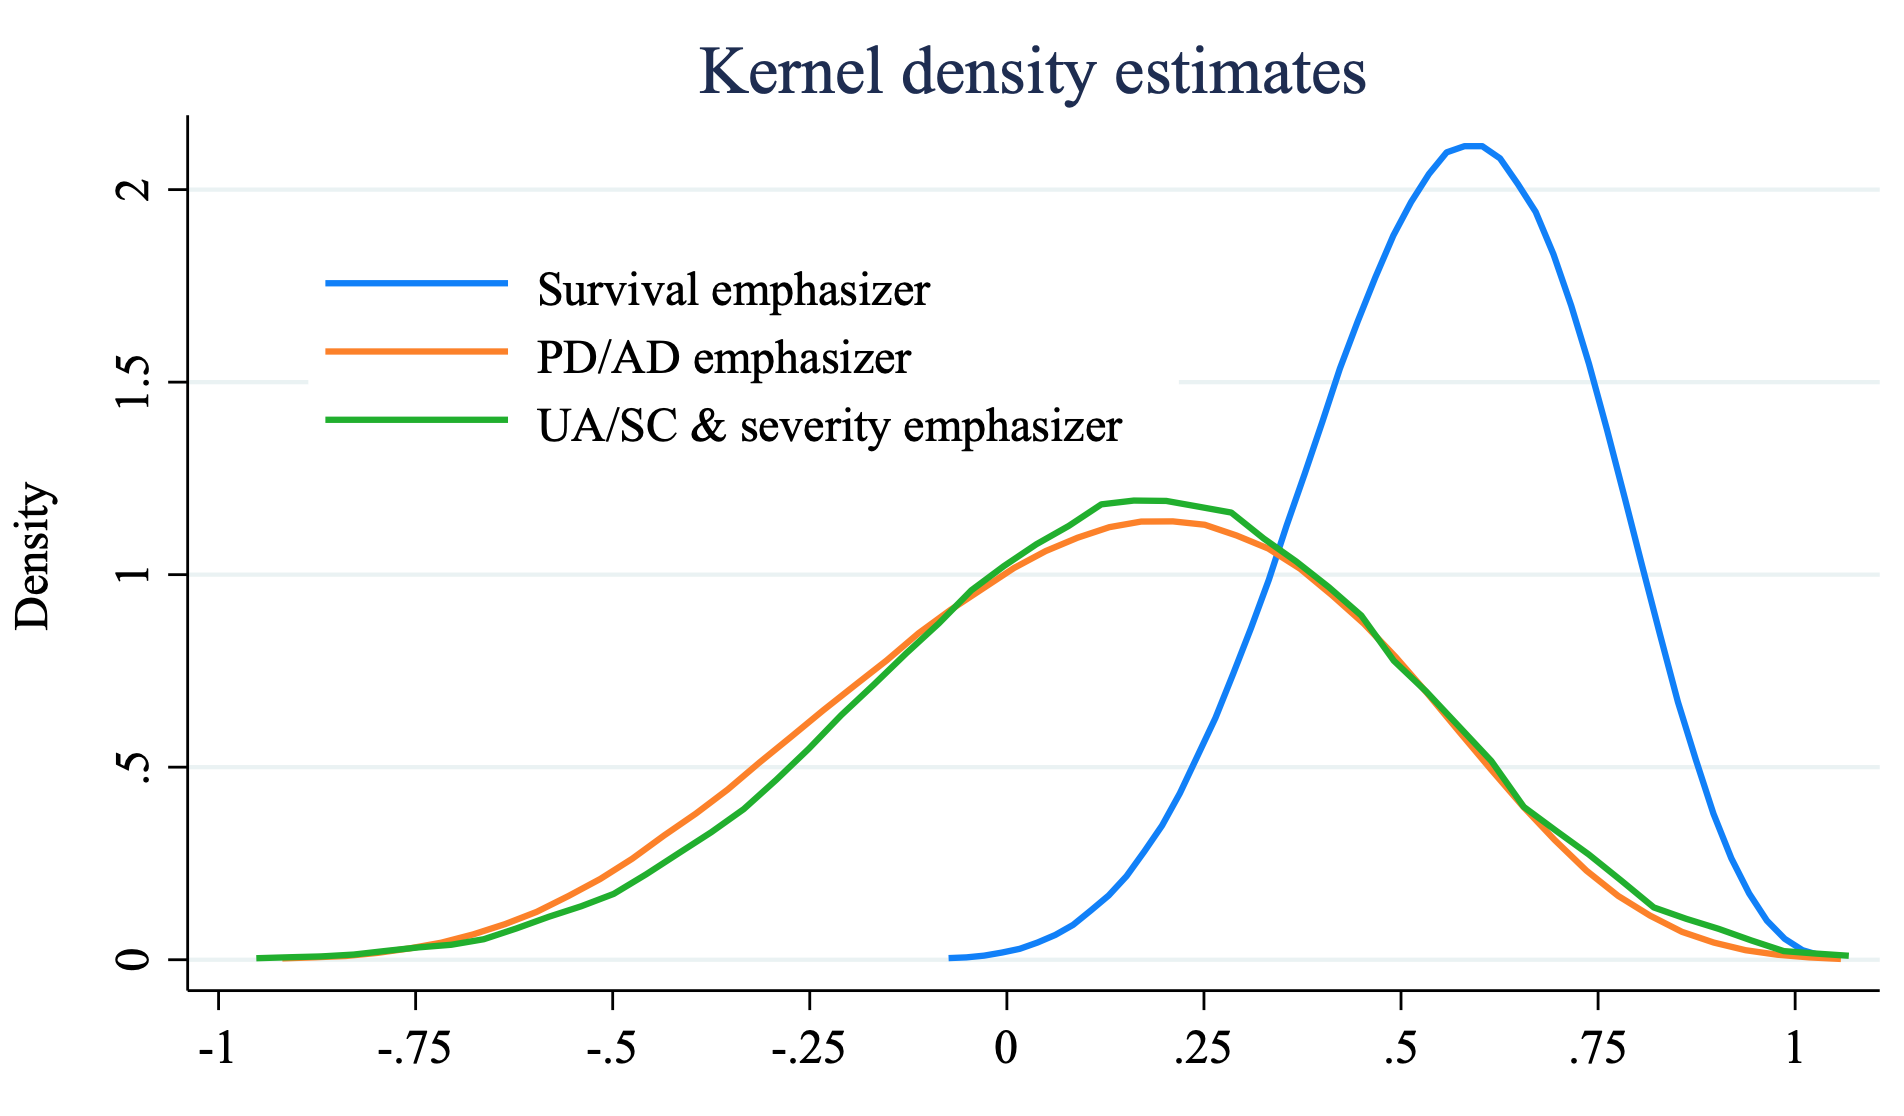 Kernel density estimates
Survival emphasizer
PD/AD emphasizer
UA/SC & severity emphasizer
Density
2
1.5
1
.5
0
-1 -.75 -.5 -.25 0 .25 .5 .75 1